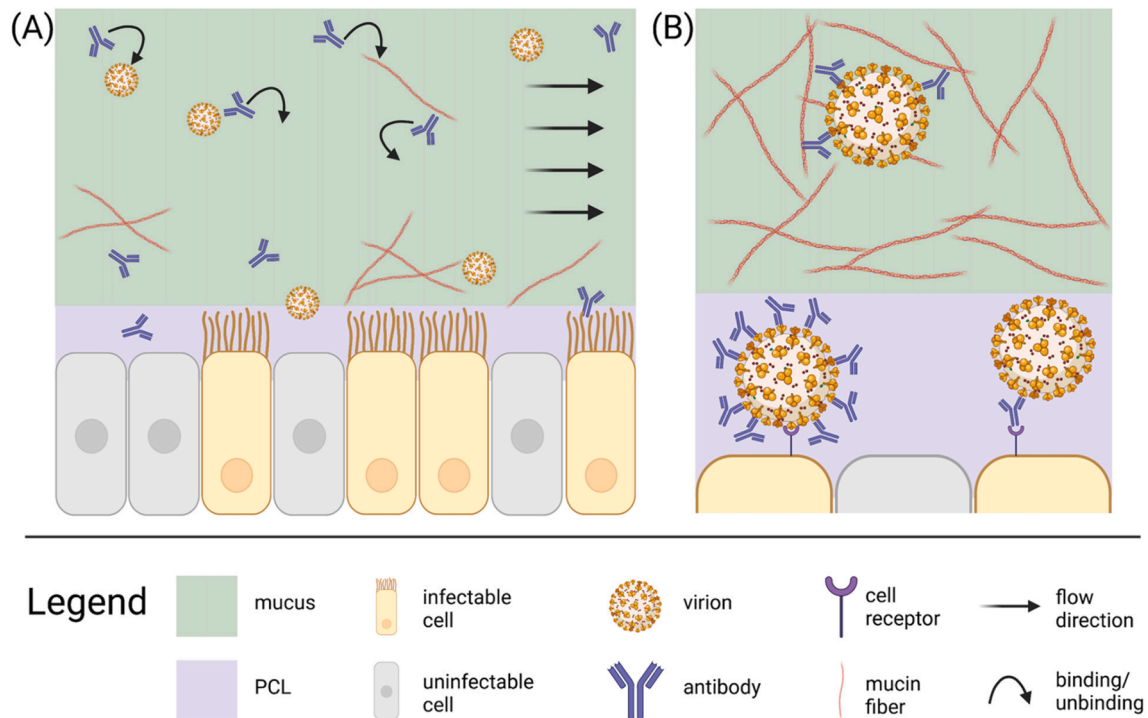 (A)
(B)
Legend
mucus
infectable
cell
virion
cell
receptor
flow
direction
PCL
uninfectable
cell
antibody
mucin
fiber
binding/
unbinding